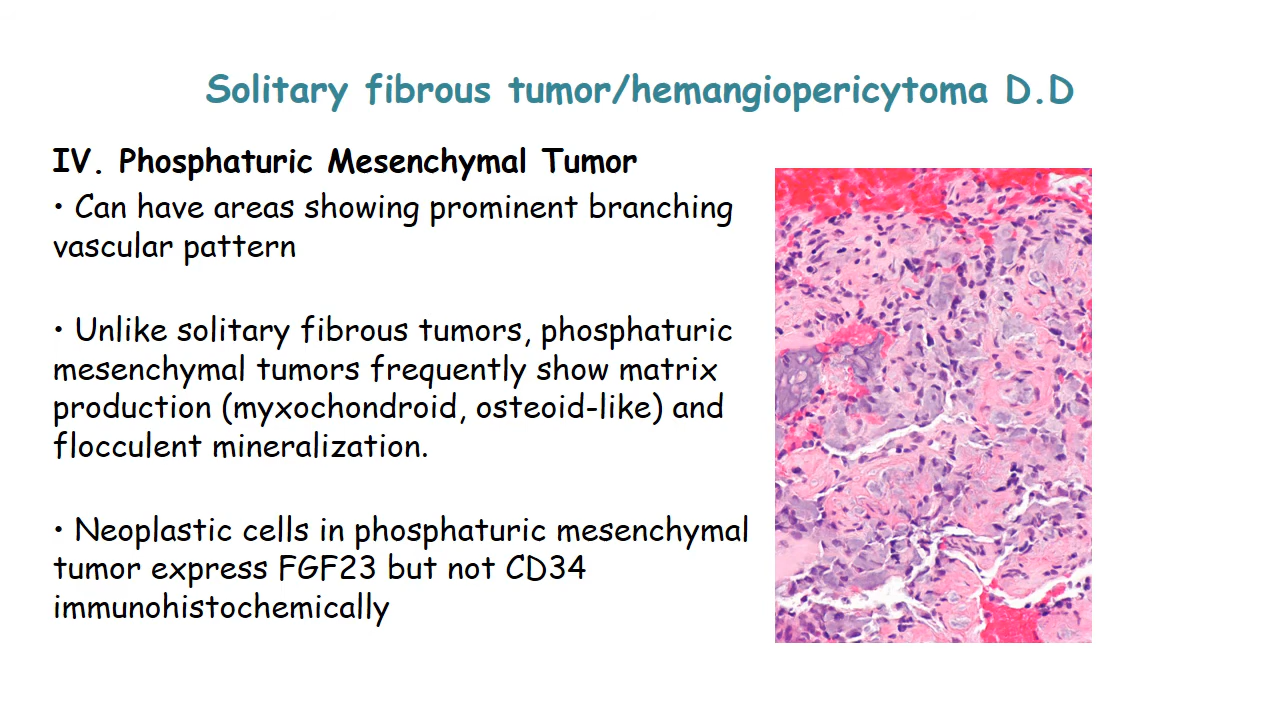 Solitary fibrous tumor/hemangiopericytoma D.D
IV. Phosphaturic Mesenchymal Tumor
• Can have areas showing prominent branching
vascular pattern
• Unlike solitary fibrous tumors, phosphaturic
mesenchymal tumors frequently show matrix
production (myxochondroid, osteoid-like) and
flocculent mineralization.
• Neoplastic cells in phosphaturic mesenchymal
tumor express FGF23 but not CD34
immunohistochemically